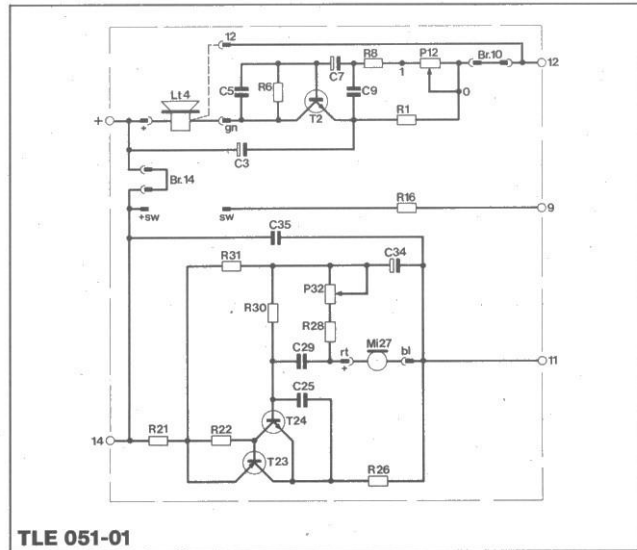 12
Lt 4
C5
R6
C7
R8
P12
Br.10
12
1
C9
0
+
+
gn
T2
R1
C3
Br.14
+sw
sw
R16
9
C35
R31
C34
P32
R30
R28
C29
rt
+
Mi27
bl
11
C25
T24
14
R21
R22
T23
R26
TLE 051-01